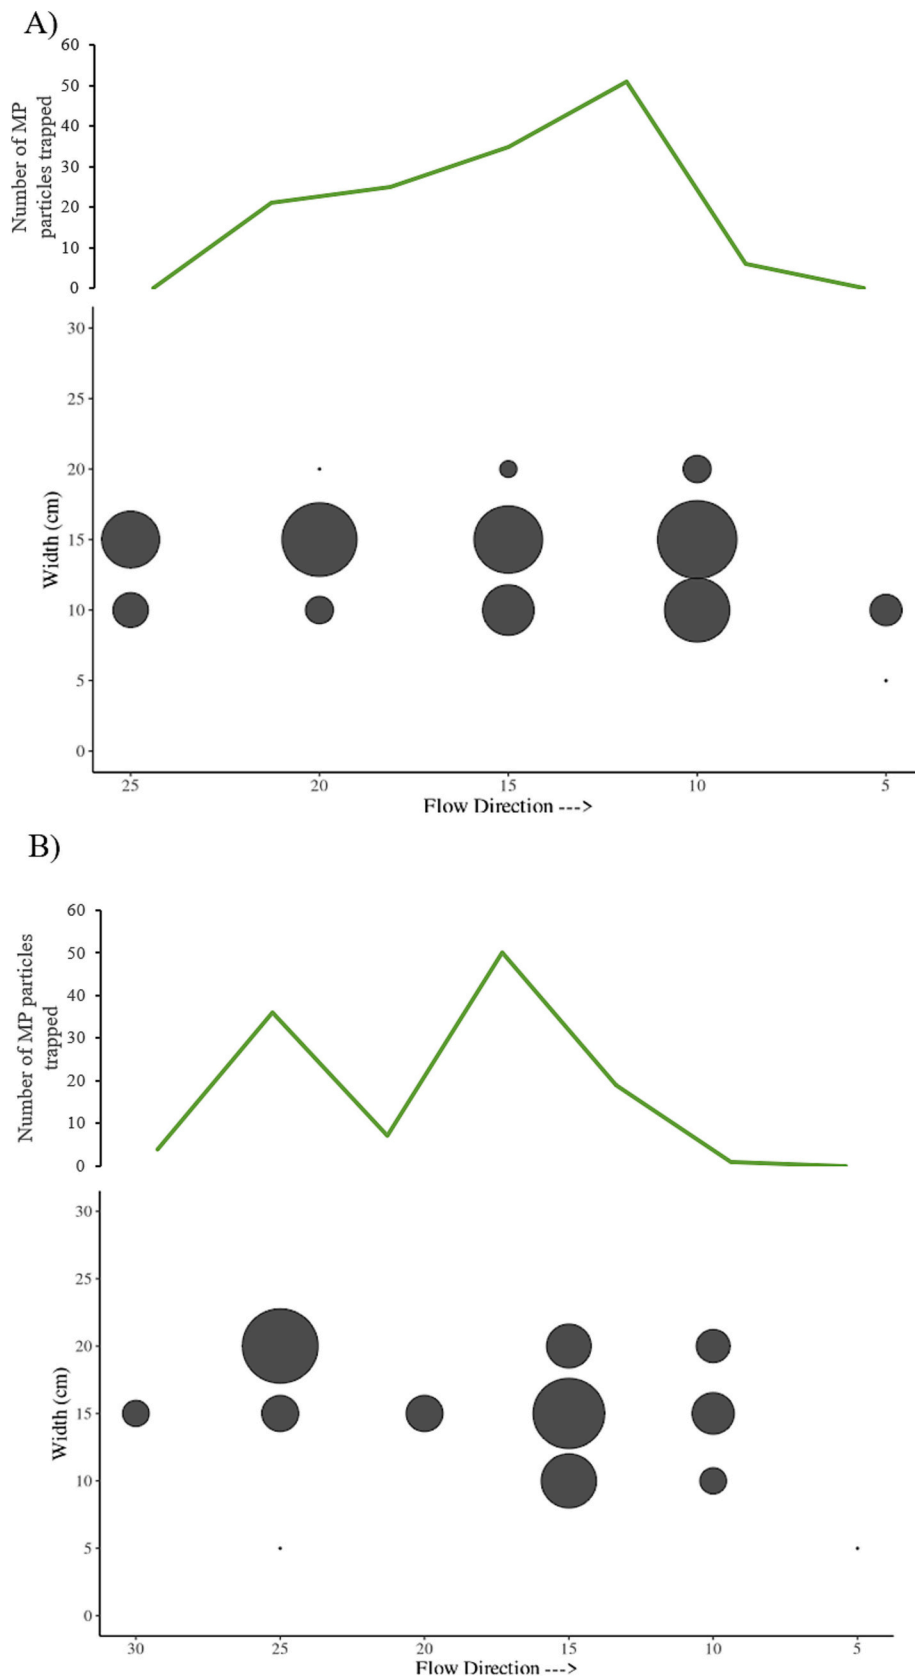 A)
60
50
40
30
20
10
0
Number of MP
particles trapped
30
25
20
15
10
5
0
Width (cm)
25 20 15 10 5
Flow Direction --->
B)
60
50
40
30
20
10
0
Number of MP particles
trapped
30
25
20
15
10
5
0
Width (cm)
30 25 20 15 10 5
Flow Direction --->